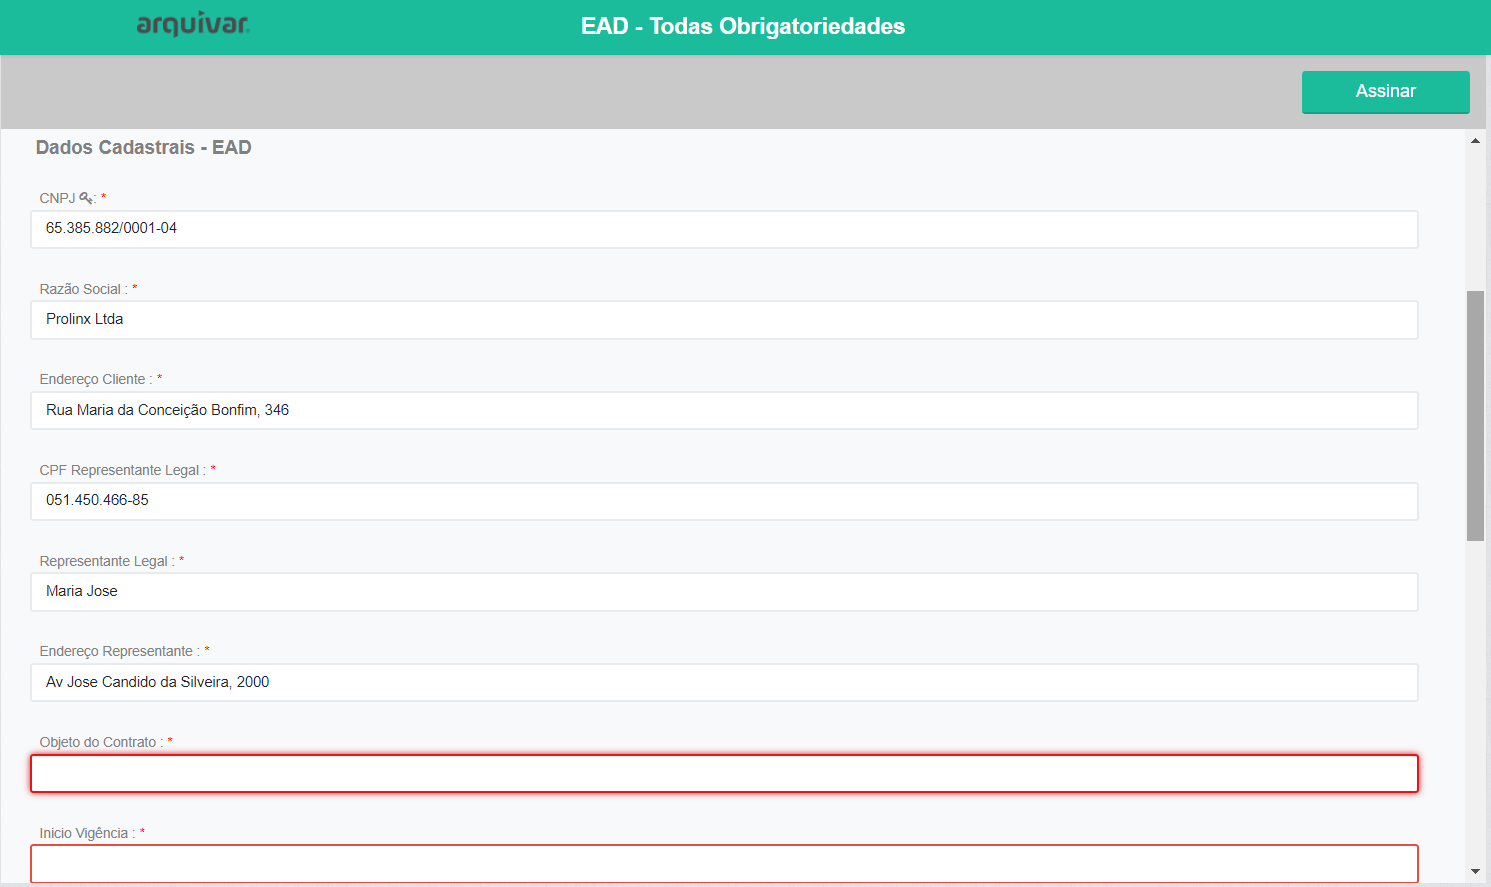 arquivar
EAD - Todas Obrigatoriedades
Assinar
Dados Cadastrais - EAD
CNPJ : *
65.385.882/0001-04
Razão Social : *
Prolinx Ltda
Endereço Cliente : *
Rua Maria da Conceição Bonfim, 346
CPF Representante Legal : *
051.450.466-85
Representante Legal : *
Maria Jose
Endereço Representante : *
Av Jose Candido da Silveira, 2000
Objeto do Contrato : *
Inicio Vigência : *